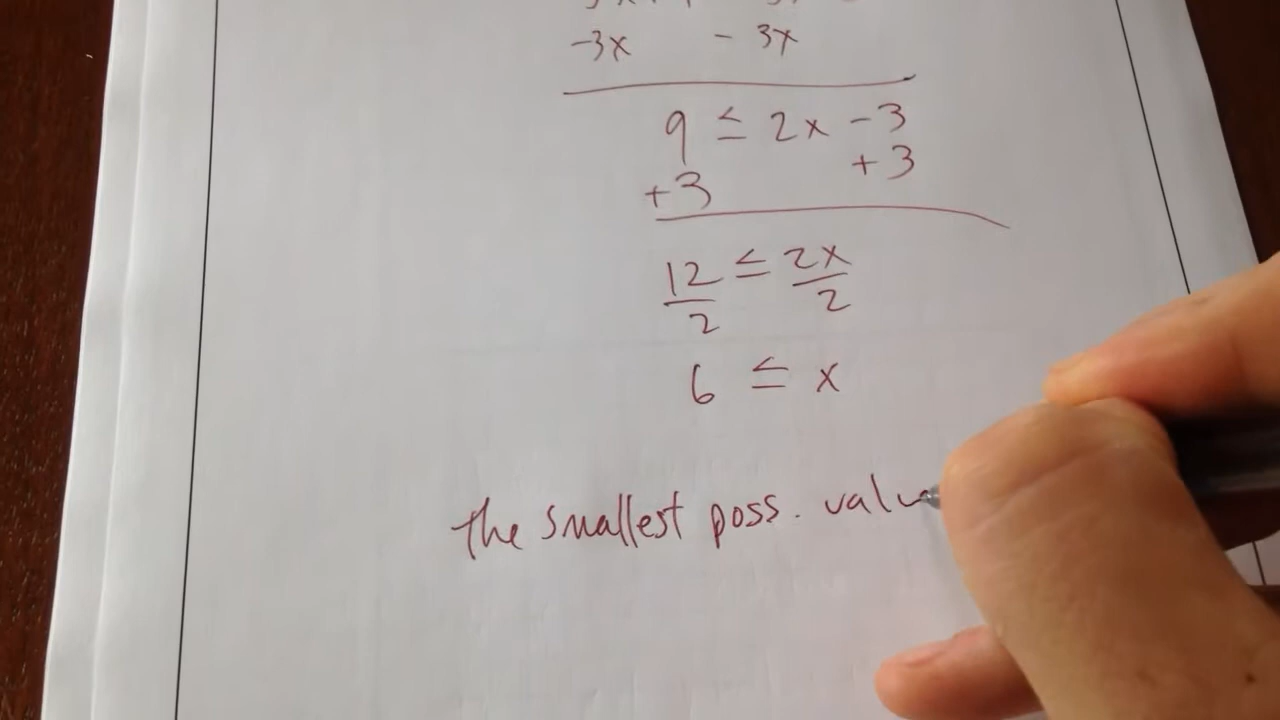 -3x - 3x
9 ≤ 2x - 3
+3 +3
12 ≤ 2x
2 2
6 ≤ x
the smallest poss. valu